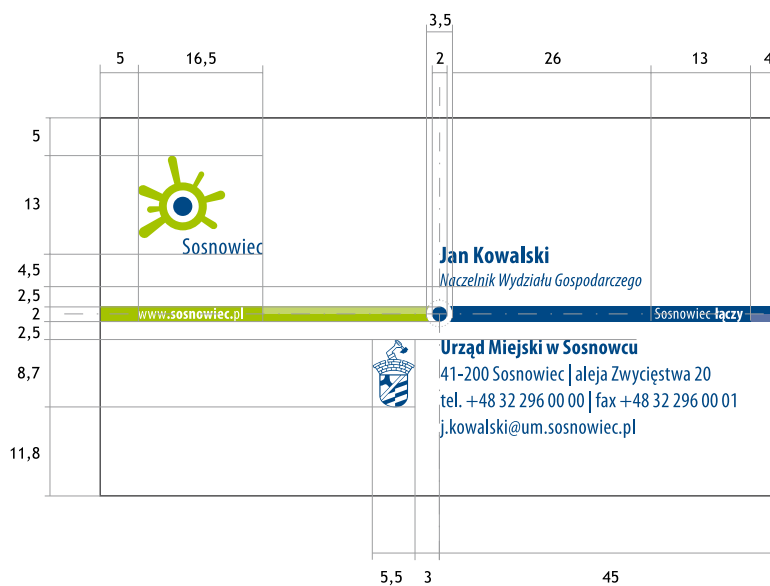 3,5
5 16,5 2 26 13 4
5
13
Sosnowiec
Jan Kowalski
4,5
Naczelnik Wydziału Gospodarczego
2,5
2 www.sosnowiec.pl Sosnowiec łączy
2,5
Urząd Miejski w Sosnowcu
8,7 41-200 Sosnowiec | aleja Zwycięstwa 20
tel. +48 32 296 00 00 | fax +48 32 296 00 01
j.kowalski@um.sosnowiec.pl
11,8
5,5 3 45